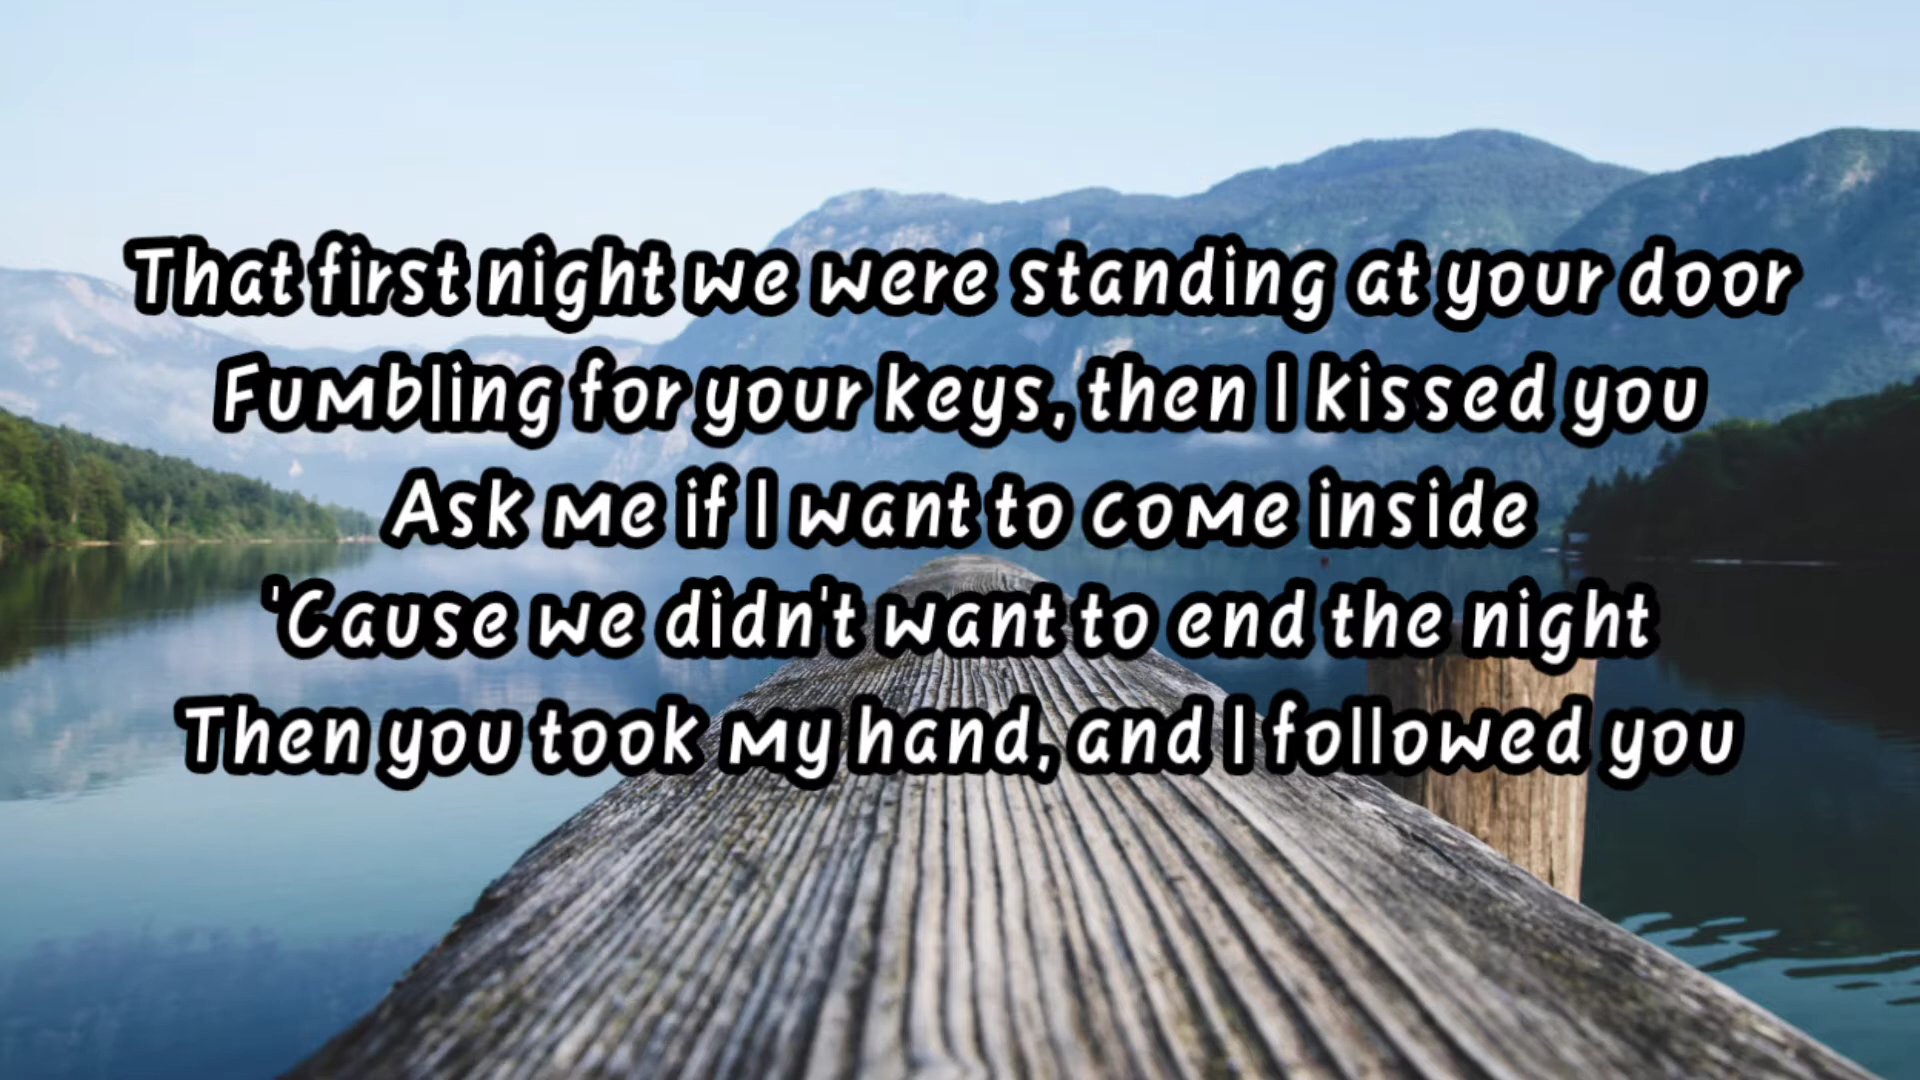 That first night we were standing at your door
Fumbling for your keys, then I kissed you
Ask me if I want to come inside
'Cause we didn't want to end the night
Then you took my hand, and I followed you